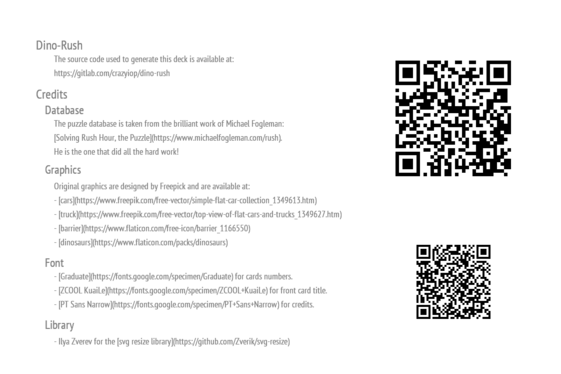 Dino-Rush
The source code used to generate this deck is available at:
https://gitlab.com/crazyiop/dino-rush
Credits
Database
The puzzle database is taken from the brilliant work of Michael Fogleman:
[Solving Rush Hour, the Puzzle](https://www.michaelfogleman.com/rush).
He is the one that did all the hard work!
Graphics
Original graphics are designed by Freepick and are available at:
- [cars](https://www.freepik.com/free-vector/simple-flat-car-collection_1349613.htm)
- [truck](https://www.freepik.com/free-vector/top-view-of-flat-cars-and-trucks_1349627.htm)
- [barrier](https://www.flaticon.com/free-icon/barrier_1166550)
- [dinosaurs](https://www.flaticon.com/packs/dinosaurs)
Font
- [Graduate](https://fonts.google.com/specimen/Graduate) for cards numbers.
- [ZCOOL KuaiLe](https://fonts.google.com/specimen/ZCOOL+KuaiLe) for front card title.
- [PT Sans Narrow](https://fonts.google.com/specimen/PT+Sans+Narrow) for credits.
Library
- Ilya Zverev for the [svg resize library](https://github.com/Zverik/svg-resize)